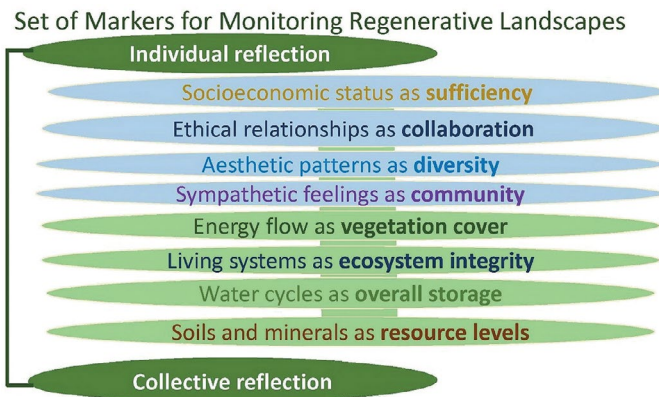 Set of Markers for Monitoring Regenerative Landscapes
Individual reflection
Socioeconomic status as sufficiency
Ethical relationships as collaboration
Aesthetic patterns as diversity
Sympathetic feelings as community
Energy flow as vegetation cover
Living systems as ecosystem integrity
Water cycles as overall storage
Soils and minerals as resource levels
Collective reflection